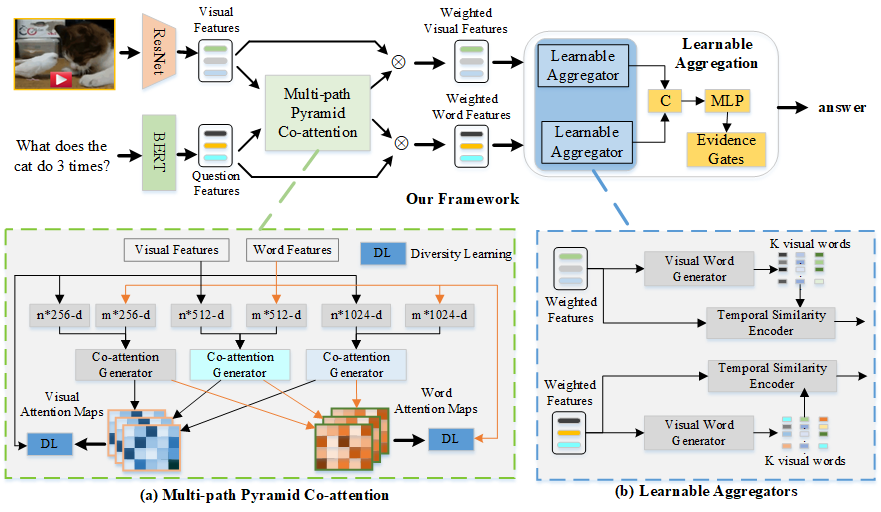 Visual
Features
ResNet
Weighted
Visual Features
Learnable
Aggregator
Learnable
Aggregation
Multi-path
Pyramid
Co-attention
C
MLP
answer
What does the
cat do 3 times?
BERT
Question
Features
Weighted
Word Features
Learnable
Aggregator
Evidence
Gates
Our Framework
Visual Features
Word Features
DL
Diversity Learning
n*256-d
m*256-d
n*512-d
m*512-d
n*1024-d
m*1024-d
Co-attention
Generator
Co-attention
Generator
Co-attention
Generator
Visual
Attention Maps
Word
Attention Maps
DL
DL
(a) Multi-path Pyramid Co-attention
Weighted
Features
Visual Word
Generator
K visual words
Temporal Similarity
Encoder
Temporal Similarity
Encoder
Weighted
Features
Visual Word
Generator
K visual words
(b) Learnable Aggregators